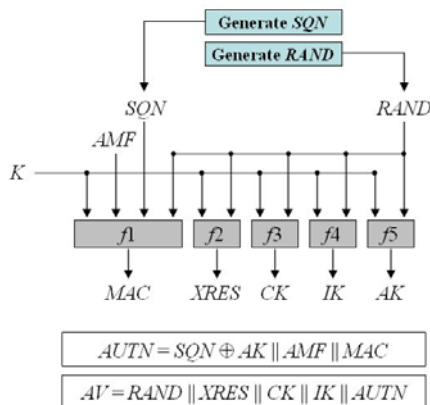 Generate SQN
Generate RAND
SQN
RAND
AMF
K
f1
f2
f3
f4
f5
MAC
XRES
CK
IK
AK
AUTN = SQN ⊕ AK || AMF || MAC
AV = RAND || XRES || CK || IK || AUTN